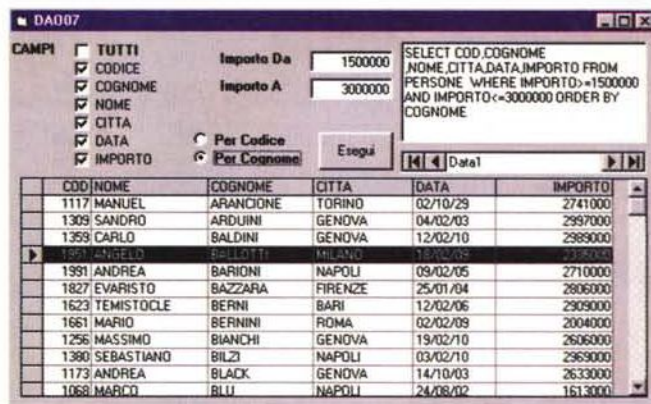 DAO07
CAMPI
TUTTI
CODICE
COGNOME
NOME
CITTA
DATA
IMPORTO
Importo Da 1500000
Importo A 3000000
Per Codice
Per Cognome
Esegui
SELECT COD,COGNOME
,NOME,CITTA,DATA,IMPORTO FROM
PERSONE WHERE IMPORTO>=1500000
AND IMPORTO<=3000000 ORDER BY
COGNOME
Data1
COD NOME COGNOME CITTA DATA IMPORTO
1117 MANUEL ARANCIONE TORINO 02/10/29 2741000
1309 SANDRO ARDUINI GENOVA 04/02/03 2997000
1359 CARLO BALDINI GENOVA 12/02/10 2989000
ANGELO BALLOTTI MILANO 18/02/09
1991 ANDREA BARIONI NAPOLI 09/02/05 2710000
1827 EVARISTO BAZZARA FIRENZE 25/01/04 2806000
1623 TEMISTOCLE BERNI BARI 12/02/06 2909000
1661 MARIO BERNINI ROMA 02/02/09 2004000
1256 MASSIMO BIANCHI GENOVA 19/02/10 2606000
1380 SEBASTIANO BILZI NAPOLI 03/02/10 2969000
1173 ANDREA BLACK GENOVA 14/10/03 2633000
1068 MARCO BLU NAPOLI 24/08/02 1613000